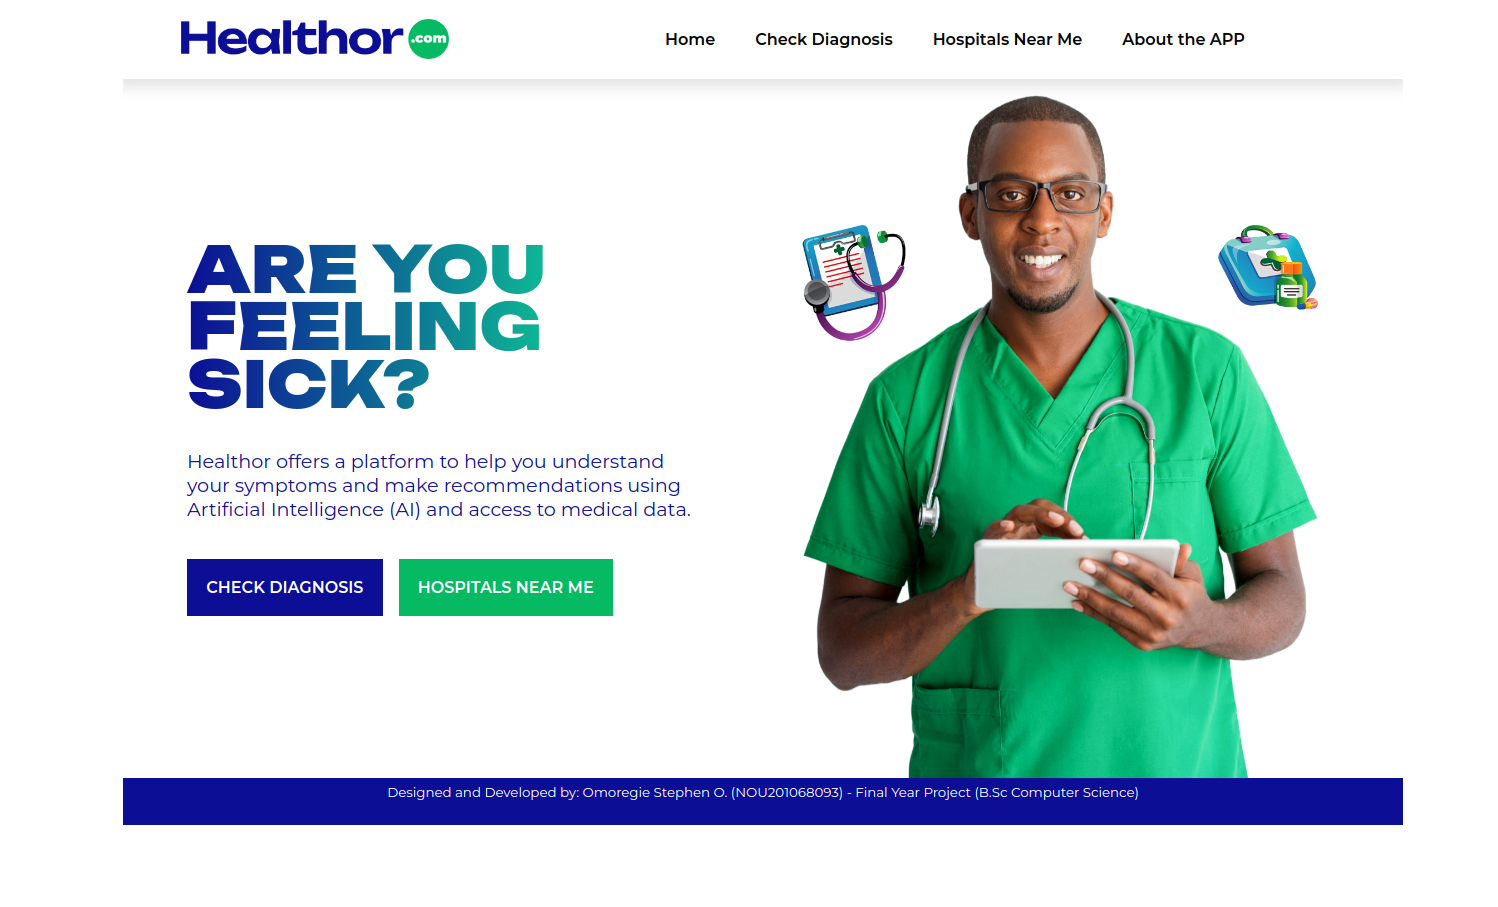 Healthor .com
Home Check Diagnosis Hospitals Near Me About the APP
ARE YOU
FEELING
SICK?
Healthor offers a platform to help you understand
your symptoms and make recommendations using
Artificial Intelligence (AI) and access to medical data.
CHECK DIAGNOSIS HOSPITALS NEAR ME
Designed and Developed by: Omoregie Stephen O. (NOU201068093) - Final Year Project (B.Sc Computer Science)